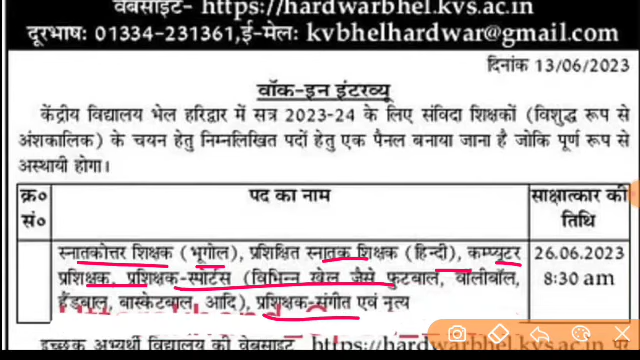 वेबसाइट- https://hardwarbhel.kvs.ac.in
दूरभाषः 01334-231361,ई-मेलः kvbhelhardwar@gmail.com
दिनांक 13/06/2023
वॉक-इन इंटरव्यू
केंद्रीय विद्यालय भेल हरिद्वार में सत्र 2023-24 के लिए संविदा शिक्षकों (विशुद्ध रूप से
अंशकालिक) के चयन हेतु निम्नलिखित पदों हेतु एक पैनल बनाया जाना है जोकि पूर्ण रूप से
अस्थायी होगा।
क्र० पद का नाम साक्षात्कार की
सं० तिथि
स्नातकोत्तर शिक्षक (भूगोल), प्रशिक्षित स्नातक शिक्षक (हिन्दी), कम्प्यूटर 26.06.2023
प्रशिक्षक, प्रशिक्षक-स्पोर्टस (विभिन्न खेल जैसे फुटबाल, वॉलीबॉल, 8:30 am
हैंडबाल, बास्केटबाल, आदि), प्रशिक्षक-संगीत एवं नृत्य
इच्छुक अभ्यर्थी विद्यालय की वेबसाइट https://hardwarbhel.kvs.ac.in पर